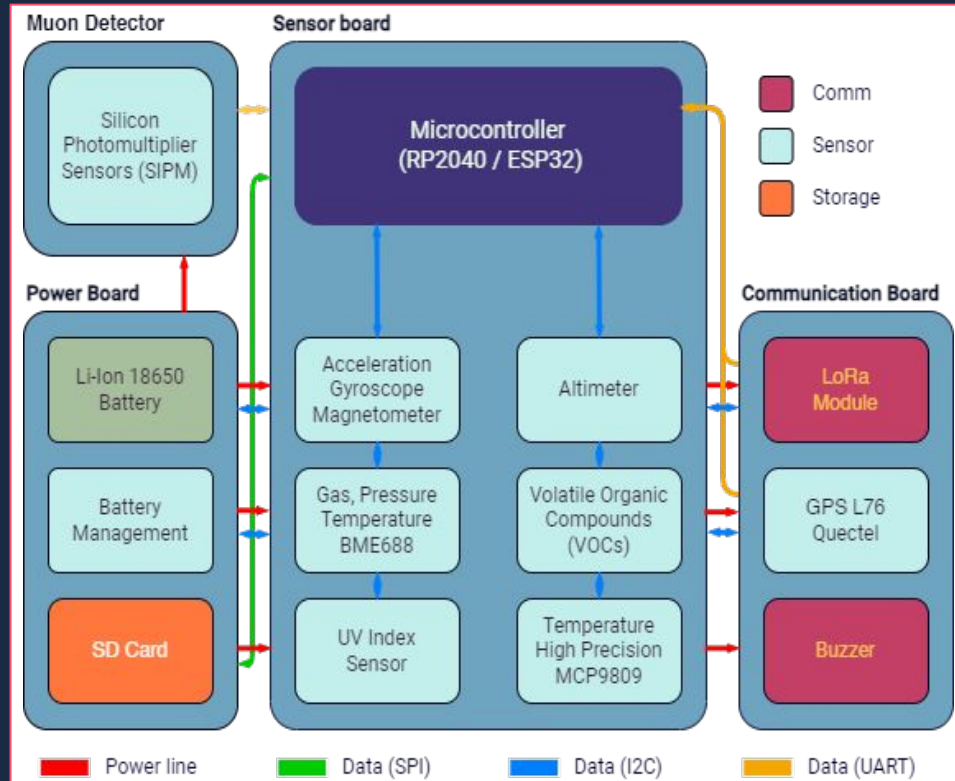 Muon Detector
Silicon
Photomultiplier
Sensors (SIPM)
Sensor board
Microcontroller
(RP2040 / ESP32)
Comm
Sensor
Storage
Power Board
Li-Ion 18650
Battery
Battery
Management
SD Card
Acceleration
Gyroscope
Magnetometer
Gas, Pressure
Temperature
BME688
UV Index
Sensor
Altimeter
Volatile Organic
Compounds
(VOCs)
Temperature
High Precision
MCP9809
Communication Board
LoRa
Module
GPS L76
Quectel
Buzzer
Power line
Data (SPI)
Data (I2C)
Data (UART)